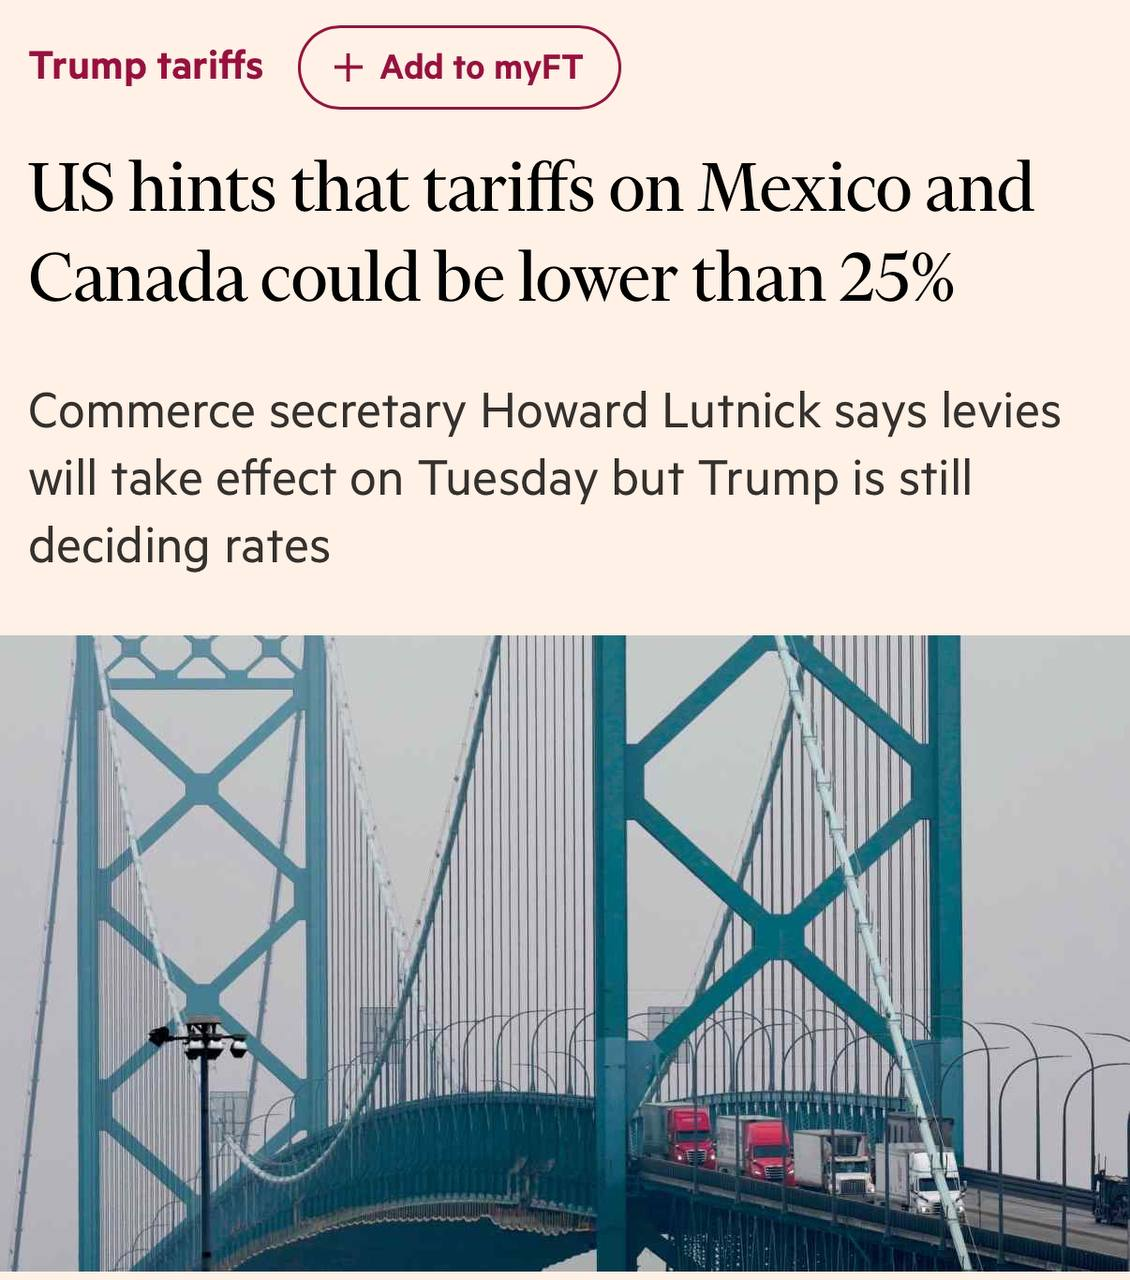 Trump tariffs
+ Add to myFT
US hints that tariffs on Mexico and
Canada could be lower than 25%
Commerce secretary Howard Lutnick says levies
will take effect on Tuesday but Trump is still
deciding rates